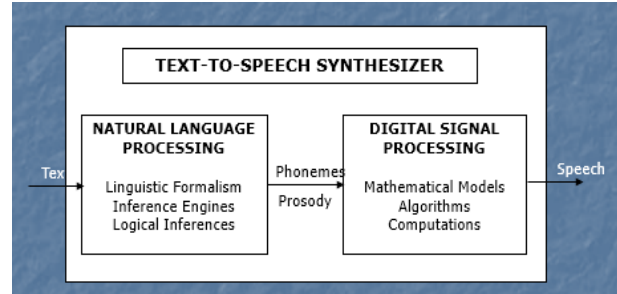 TEXT-TO-SPEECH SYNTHESIZER
NATURAL LANGUAGE
PROCESSING
Linguistic Formalism
Inference Engines
Logical Inferences
Tex
Phonemes
Prosody
DIGITAL SIGNAL
PROCESSING
Mathematical Models
Algorithms
Computations
Speech